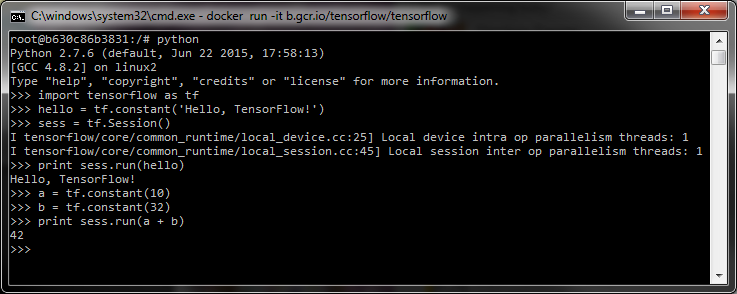 C:\windows\system32\cmd.exe - docker  run -it b.gcr.io/tensorflow/tensorflow
root@b630c86b3831:/# python
Python 2.7.6 (default, Jun 22 2015, 17:58:13)
[GCC 4.8.2] on linux2
Type "help", "copyright", "credits" or "license" for more information.
>>> import tensorflow as tf
>>> hello = tf.constant('Hello, TensorFlow!')
>>> sess = tf.Session()
I tensorflow/core/common_runtime/local_device.cc:25] Local device intra op parallelism threads: 1
I tensorflow/core/common_runtime/local_session.cc:45] Local session inter op parallelism threads: 1
>>> print sess.run(hello)
Hello, TensorFlow!
>>> a = tf.constant(10)
>>> b = tf.constant(32)
>>> print sess.run(a + b)
42
>>>